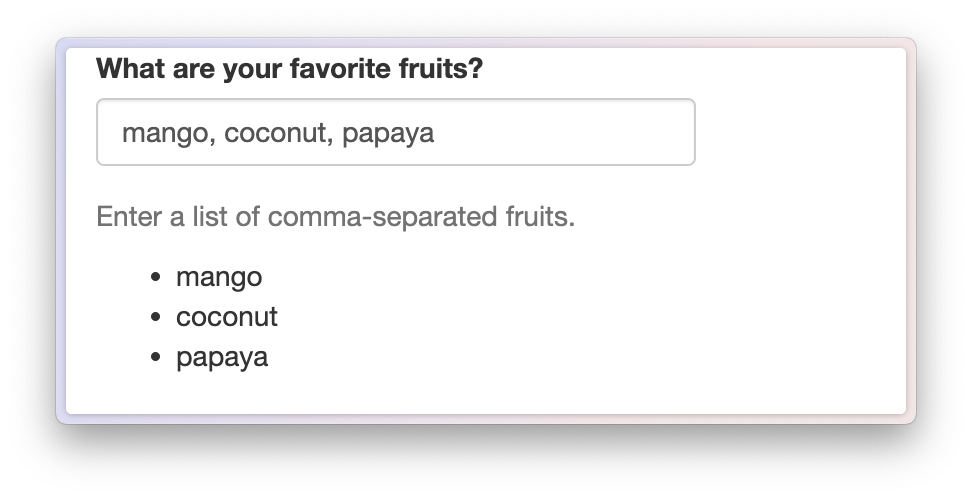 What are your favorite fruits?
mango, coconut, papaya
Enter a list of comma-separated fruits.
• mango
• coconut
• papaya